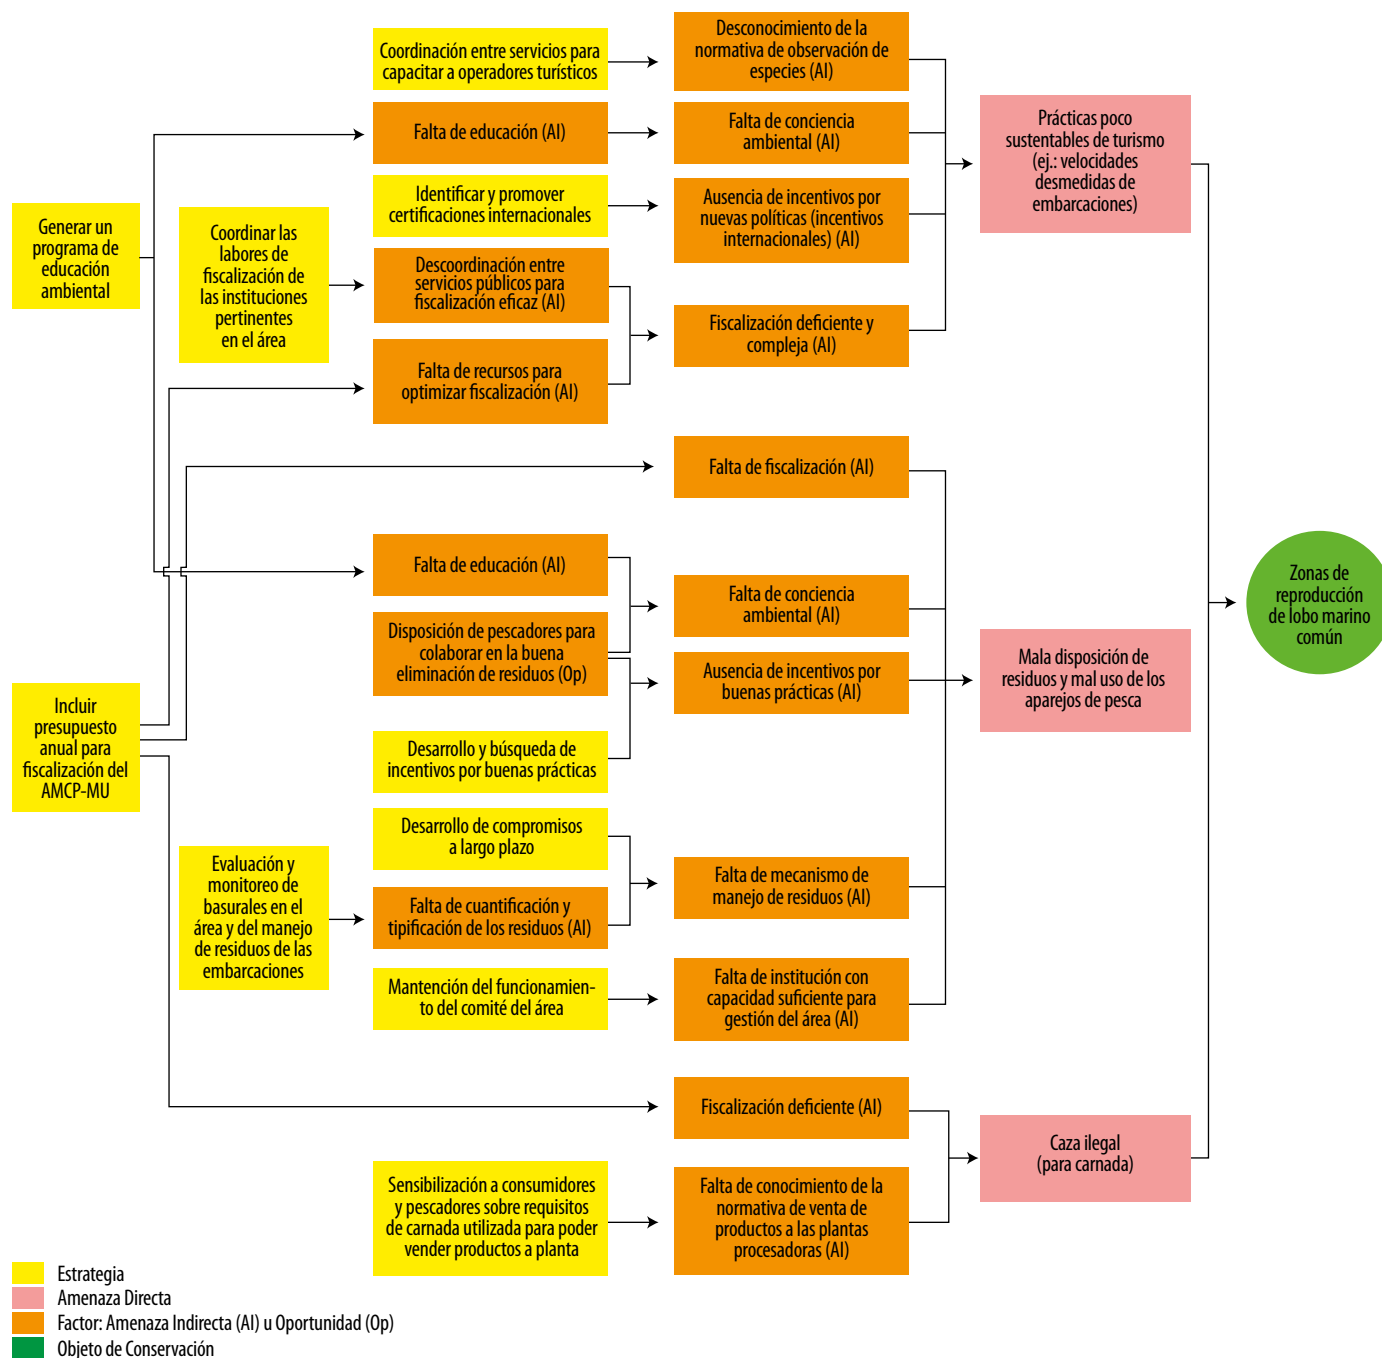 Generar un
programa de
educación
ambiental
Incluir
presupuesto
anual para
fiscalización del
AMCP-MU
Coordinar las
labores de
fiscalización de
las instituciones
pertinentes
en el área
Evaluación y
monitoreo de
basurales en el
área y del manejo
de residuos de las
embarcaciones
Coordinación entre servicios para
capacitar a operadores turísticos
Falta de educación (AI)
Identificar y promover
certificaciones internacionales
Descoordinación entre
servicios públicos para
fiscalización eficaz (AI)
Falta de recursos para
optimizar fiscalización (AI)
Falta de educación (AI)
Disposición de pescadores para
colaborar en la buena
eliminación de residuos (Op)
Desarrollo y búsqueda de
incentivos por buenas prácticas
Desarrollo de compromisos
a largo plazo
Falta de cuantificación y
tipificación de los residuos (AI)
Mantención del funcionamien-
to del comité del área
Sensibilización a consumidores
y pescadores sobre requisitos
de carnada utilizada para poder
vender productos a planta
Desconocimiento de la
normativa de observación de
especies (AI)
Falta de conciencia
ambiental (AI)
Ausencia de incentivos por
nuevas políticas (incentivos
internacionales) (AI)
Fiscalización deficiente y
compleja (AI)
Falta de fiscalización (AI)
Falta de conciencia
ambiental (AI)
Ausencia de incentivos por
buenas prácticas (AI)
Falta de mecanismo de
manejo de residuos (AI)
Falta de institución con
capacidad suficiente para
gestión del área (AI)
Fiscalización deficiente (AI)
Falta de conocimiento de la
normativa de venta de
productos a las plantas
procesadoras (AI)
Prácticas poco
sustentables de turismo
(ej.: velocidades
desmedidas de
embarcaciones)
Mala disposición de
residuos y mal uso de los
aparejos de pesca
Caza ilegal
(para carnada)
Zonas de
reproducción
de lobo marino
común
Estrategia
Amenaza Directa
Factor: Amenaza Indirecta (AI) u Oportunidad (Op)
Objeto de Conservación